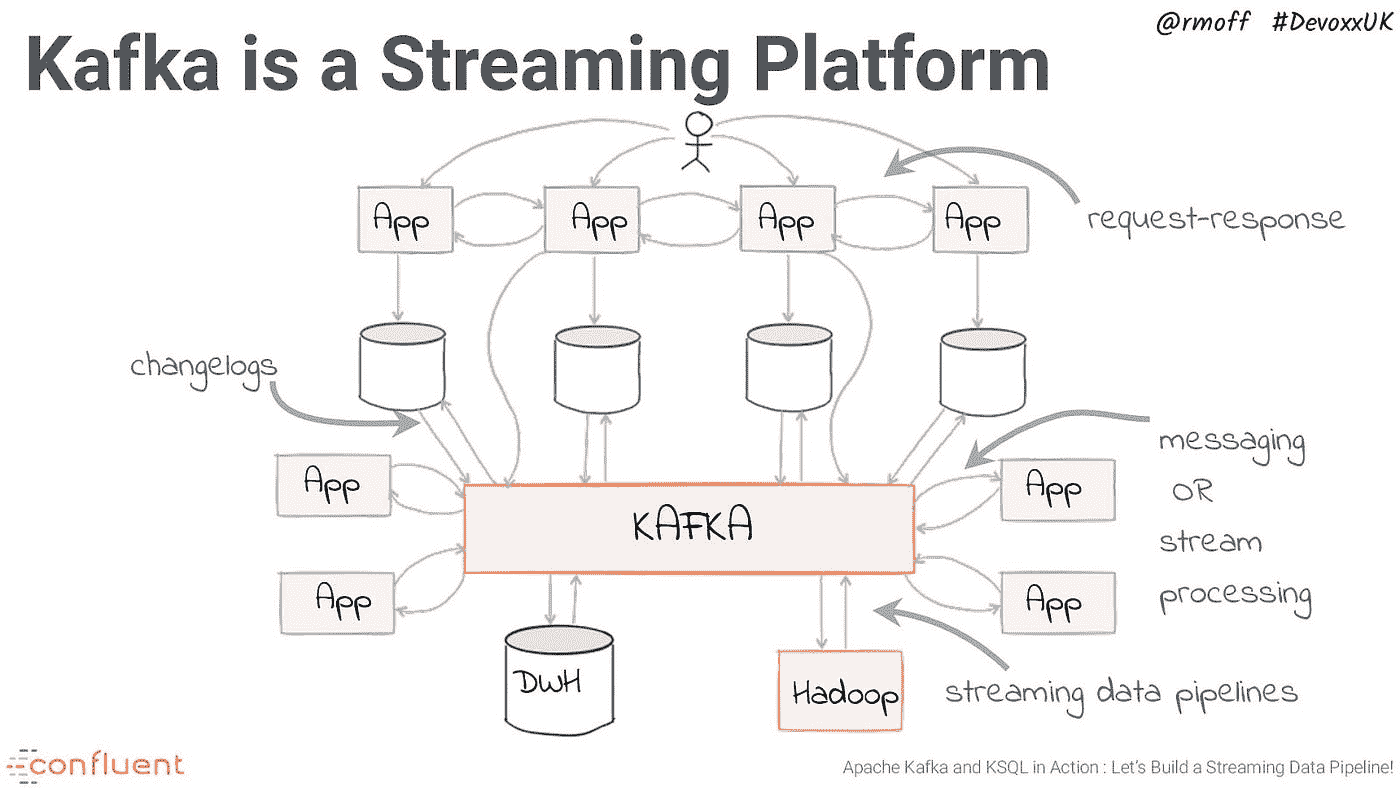 @rmoff #DevoxxUK
Kafka is a Streaming Platform
App
App
App
App
request-response
changelogs
messaging
OR
stream
processing
App
App
KAFKA
App
App
DWH
Hadoop
streaming data pipelines
confluent
Apache Kafka and KSQL in Action : Let's Build a Streaming Data Pipeline!